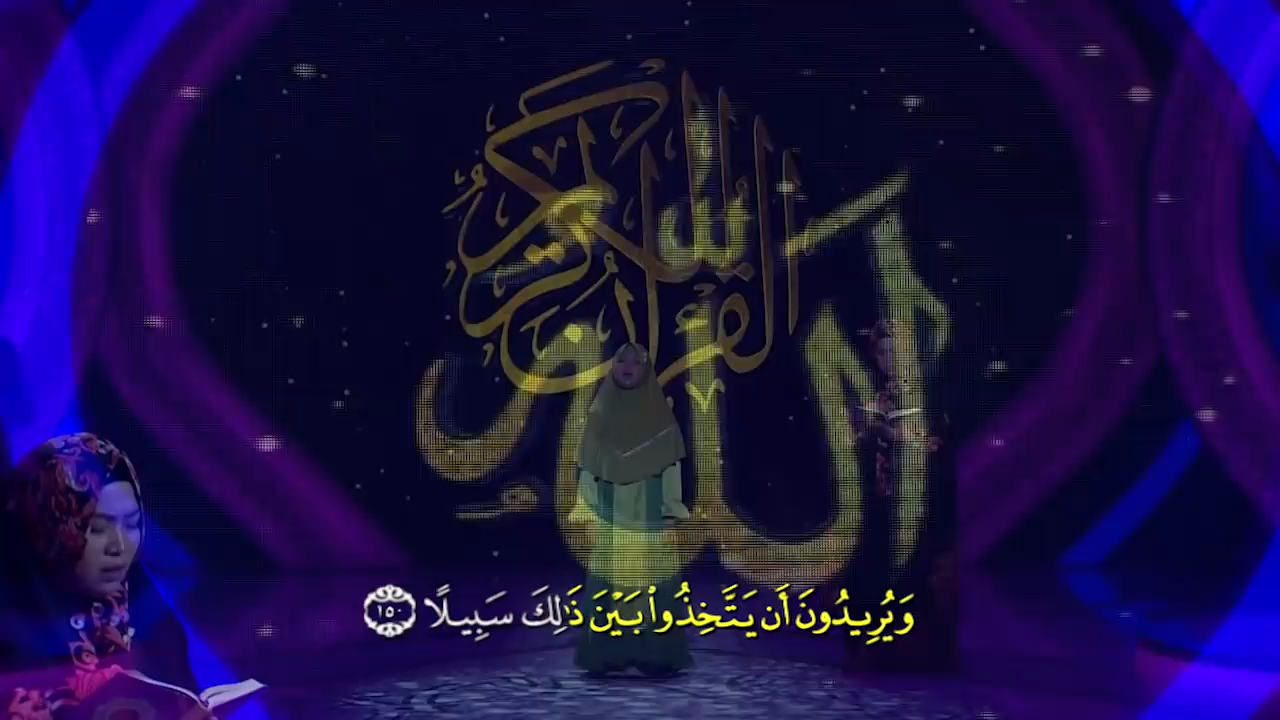 القرآن الكريم
وَيُرِيدُونَ أَن يَتَّخِذُوا۟ بَيْنَ ذَٰلِكَ سَبِيلًا ١٥٠